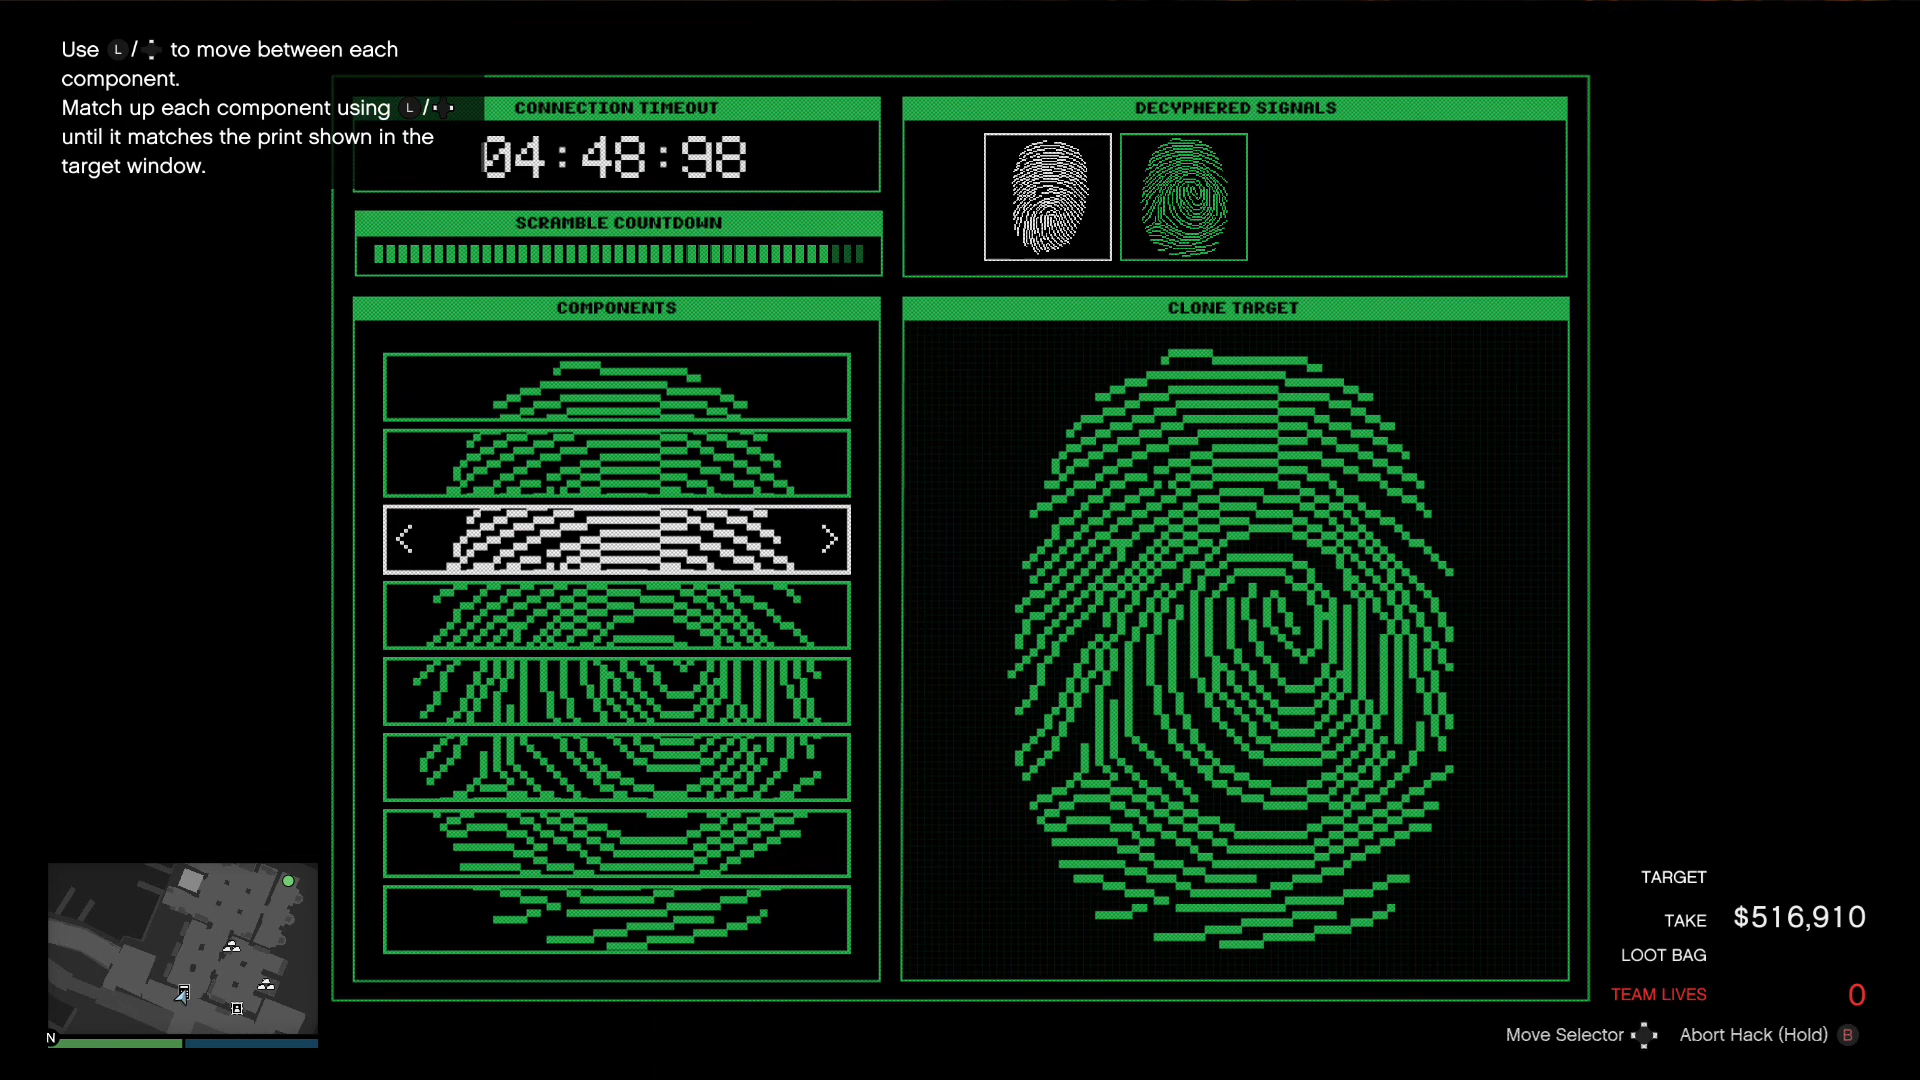 Use L/ to move between each
component.
Match up each component using L/
until it matches the print shown in the
target window.
CONNECTION TIMEOUT
04:48:98
DECYPHERED SIGNALS
SCRAMBLE COUNTDOWN
COMPONENTS
CLONE TARGET
TARGET
TAKE $516,910
LOOT BAG
TEAM LIVES 0
N
Move Selector Abort Hack (Hold) B